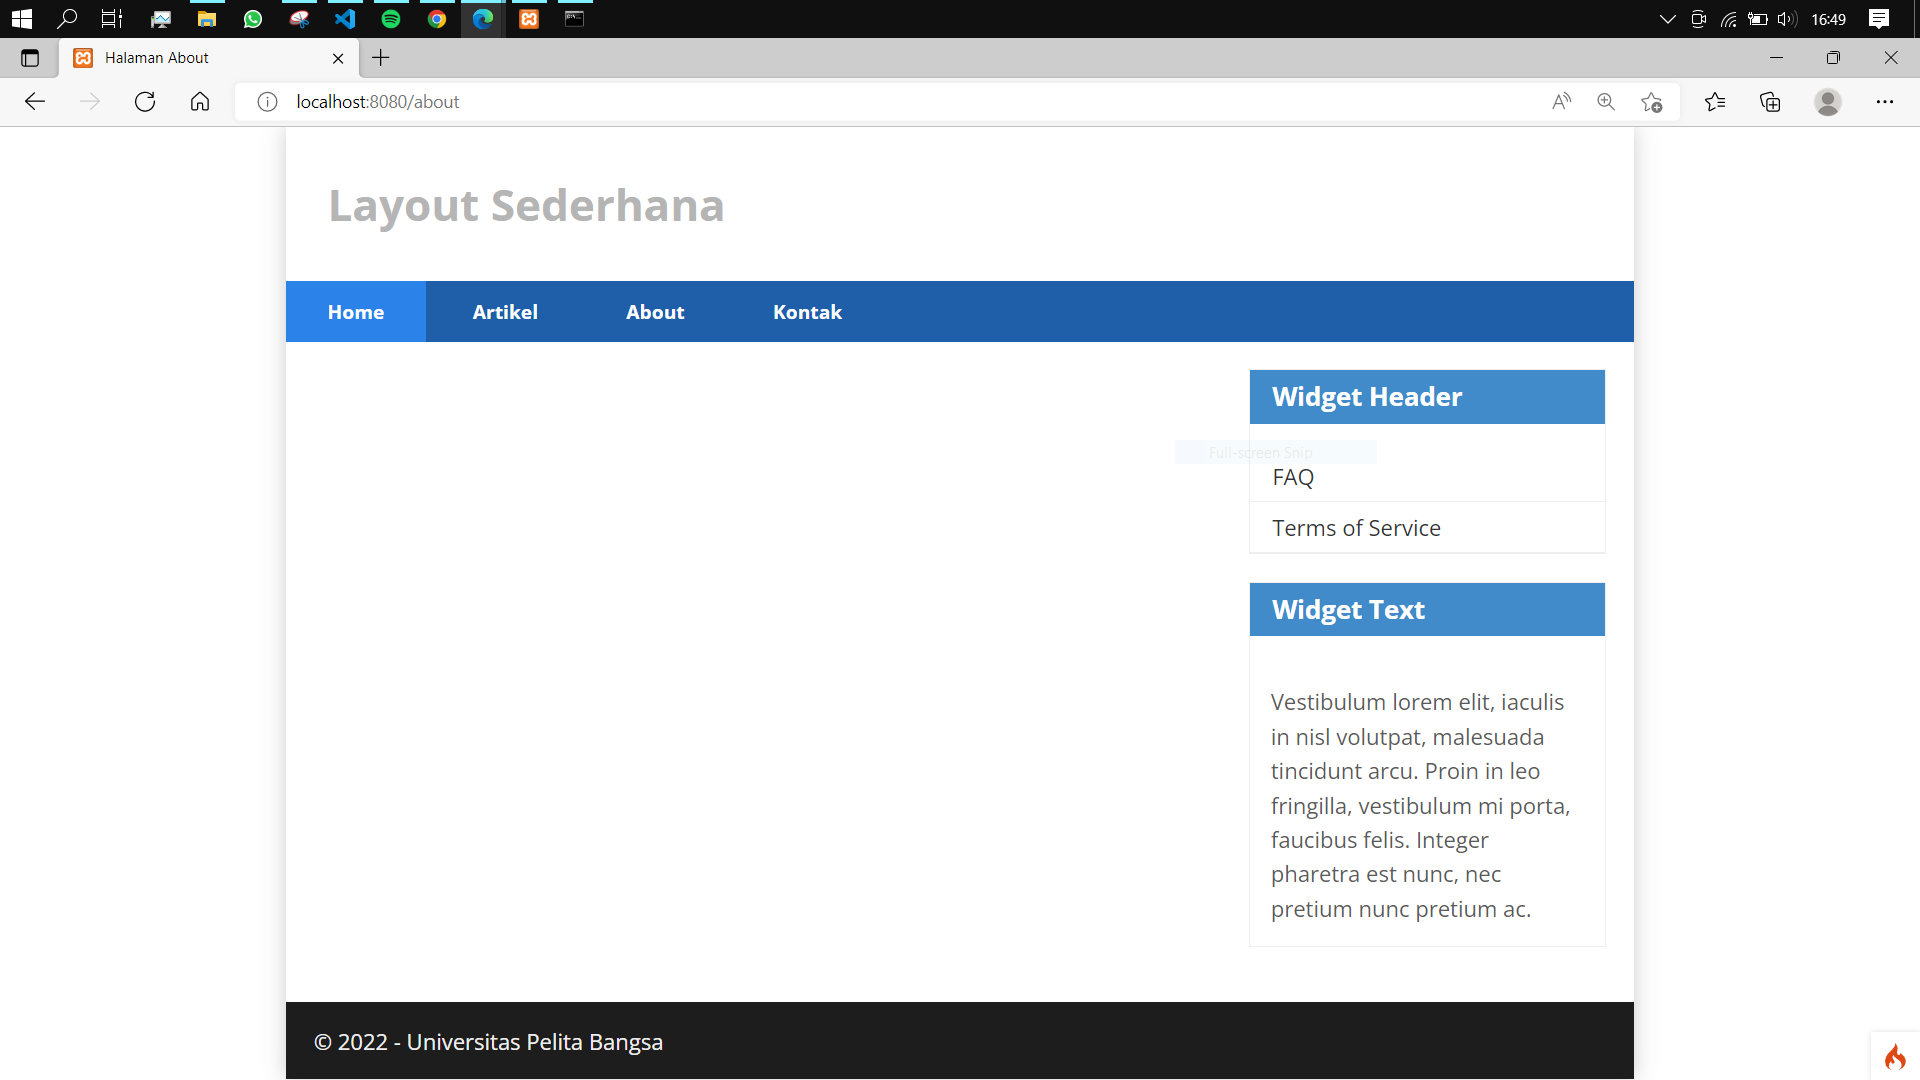 16:49
Halaman About
localhost:8080/about
Layout Sederhana
Home Artikel About Kontak
Widget Header
Full-screen Snip
FAQ
Terms of Service
Widget Text
Vestibulum lorem elit, iaculis
in nisl volutpat, malesuada
tincidunt arcu. Proin in leo
fringilla, vestibulum mi porta,
faucibus felis. Integer
pharetra est nunc, nec
pretium nunc pretium ac.
© 2022 - Universitas Pelita Bangsa